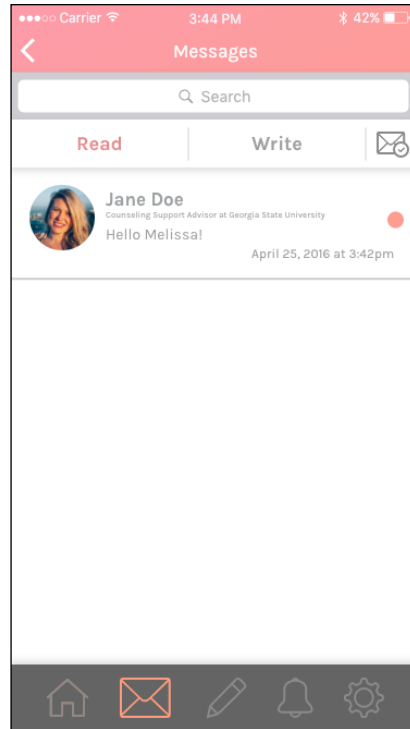 Carrier 3:44 PM 42%
Messages
Search
Read Write
Jane Doe
Counseling Support Advisor at Georgia State University
Hello Melissa!
April 25, 2016 at 3:42pm